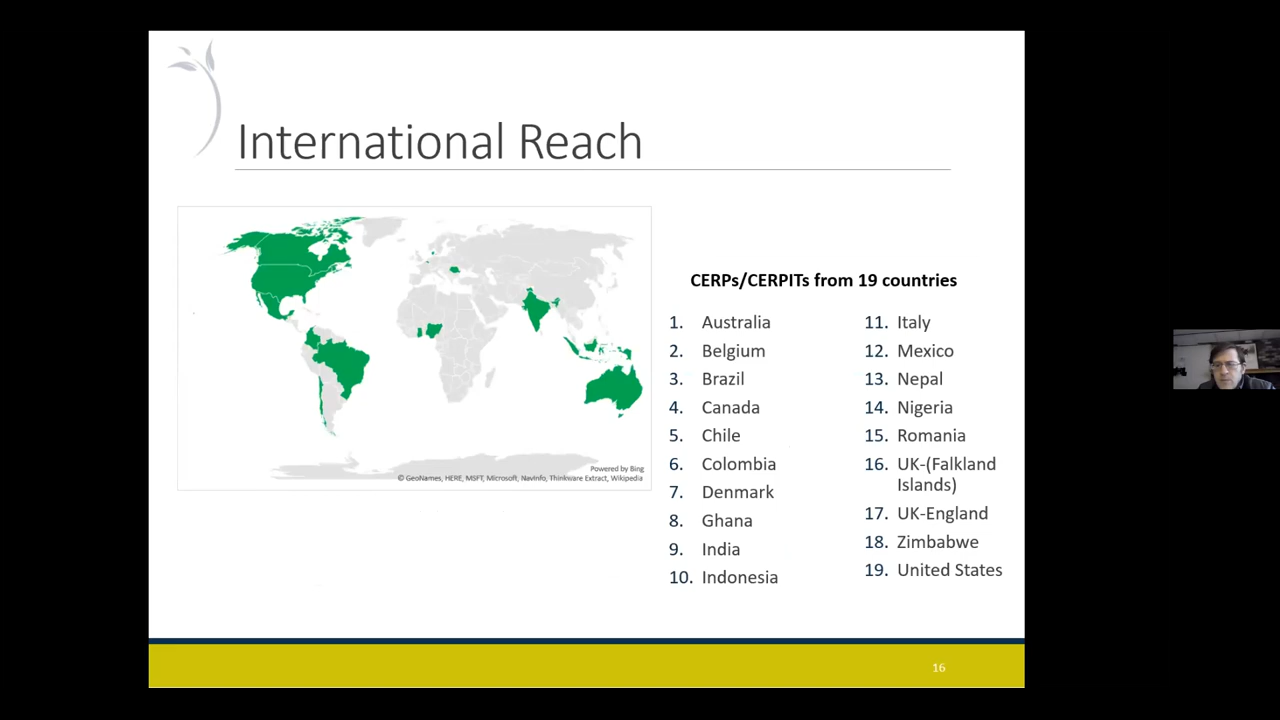 International Reach
Powered by Bing
© GeoNames, HERE, MSFT, Microsoft, NavInfo, Thinkware Extract, Wikipedia
CERPs/CERPITs from 19 countries
1. Australia
2. Belgium
3. Brazil
4. Canada
5. Chile
6. Colombia
7. Denmark
8. Ghana
9. India
10. Indonesia
11. Italy
12. Mexico
13. Nepal
14. Nigeria
15. Romania
16. UK-(Falkland
Islands)
17. UK-England
18. Zimbabwe
19. United States
16